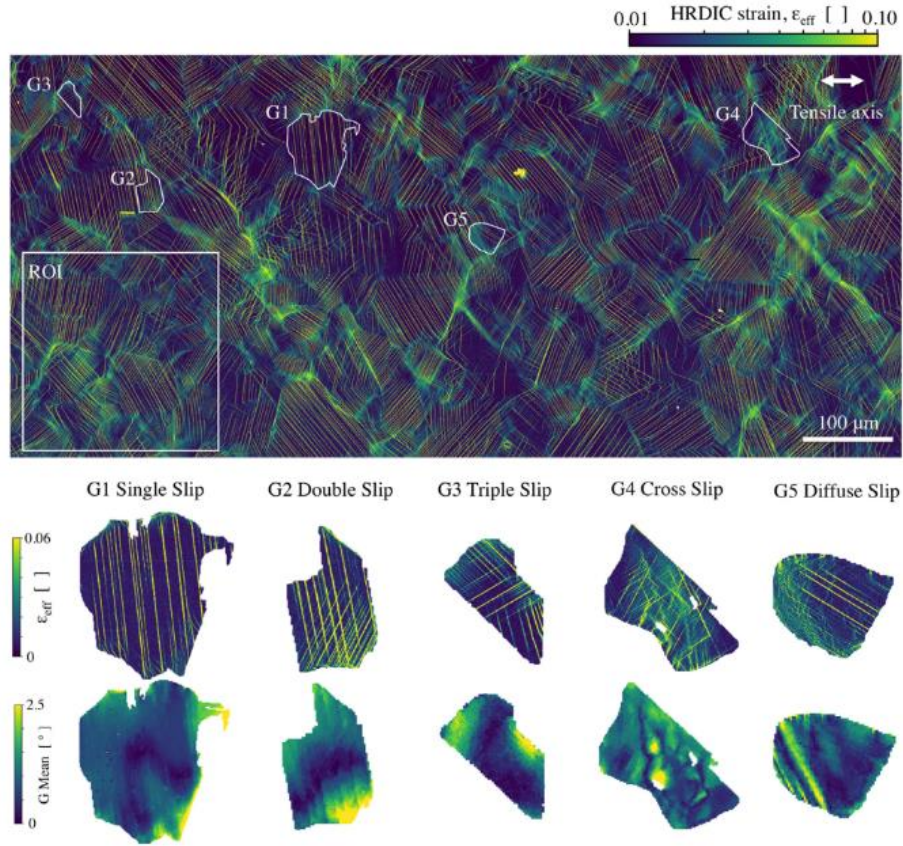 0.01 HRDIC strain, εeff [ ] 0.10
G3
G1
G4
Tensile axis
G2
G5
ROI
100 μm
G1 Single Slip G2 Double Slip G3 Triple Slip G4 Cross Slip G5 Diffuse Slip
0.06
εeff [ ]
0
2.5
G Mean [ ° ]
0